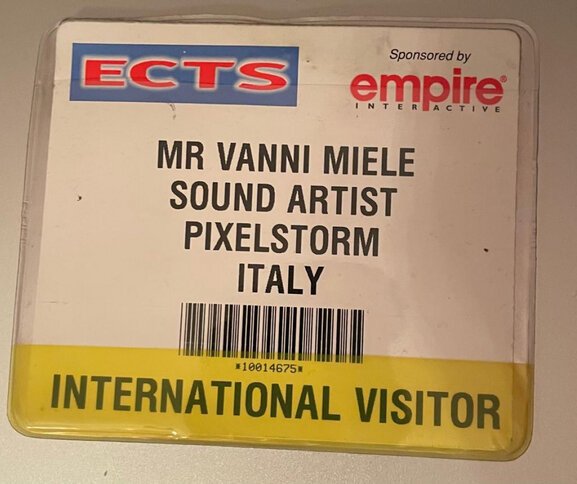 ECTS
Sponsored by
empire®
INTERACTIVE
MR VANNI MIELE
SOUND ARTIST
PIXELSTORM
ITALY
*10014675*
INTERNATIONAL VISITOR